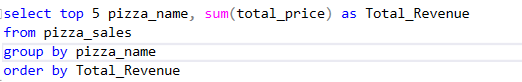 select top 5 pizza_name, sum(total_price) as Total_Revenue
from pizza_sales
group by pizza_name
order by Total_Revenue